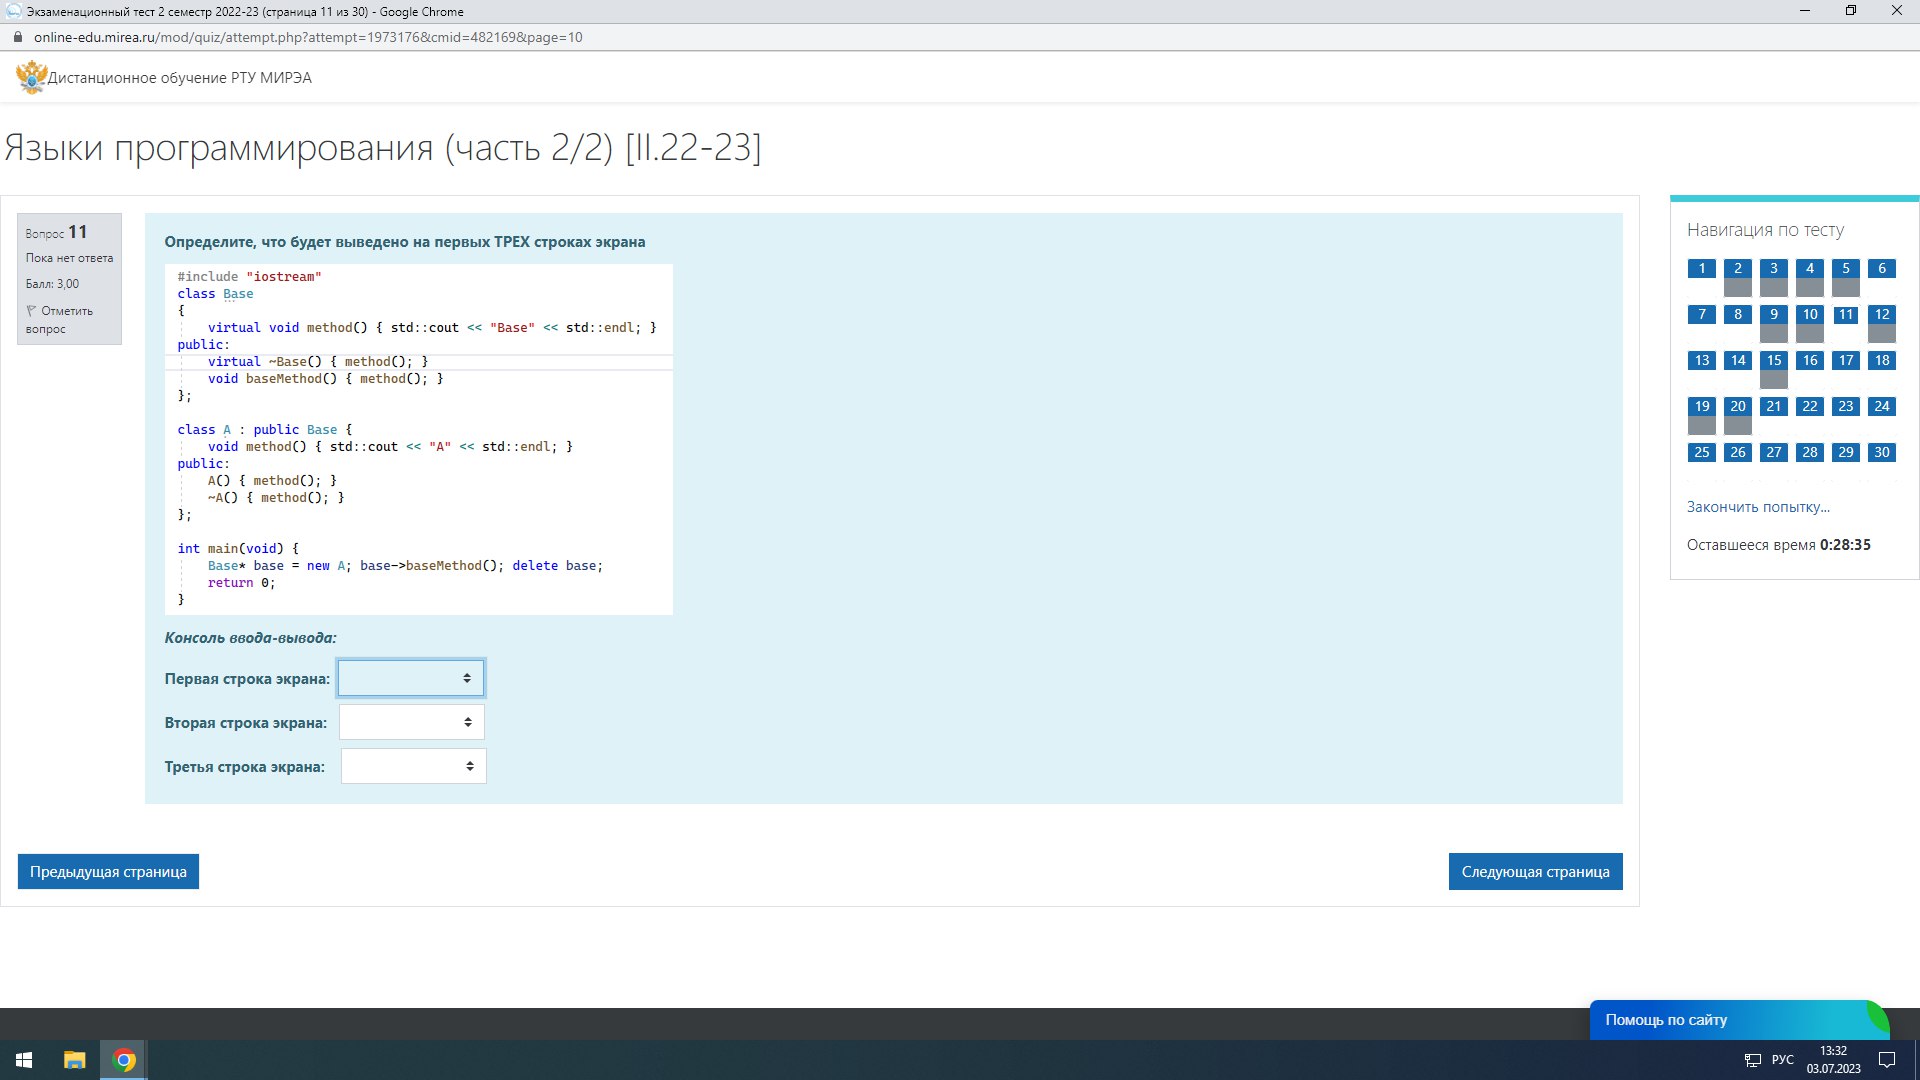 Экзаменационный тест 2 семестр 2022-23 (страница 11 из 30) - Google Chrome
online-edu.mirea.ru/mod/quiz/attempt.php?attempt=1973176&cmid=482169&page=10
Дистанционное обучение РТУ МИРЭА
Языки программирования (часть 2/2) [II.22-23]
Вопрос 11
Пока нет ответа
Балл: 3,00
Отметить
вопрос
Определите, что будет выведено на первых ТРЕХ строках экрана
#include "iostream"
class Base
{
    virtual void method() { std::cout << "Base" << std::endl; }
public:
    virtual ~Base() { method(); }
    void baseMethod() { method(); }
};
class A : public Base {
    void method() { std::cout << "A" << std::endl; }
public:
    A() { method(); }
    ~A() { method(); }
};
int main(void) {
    Base* base = new A; base->baseMethod(); delete base;
    return 0;
}
Консоль ввода-вывода:
Первая строка экрана:
Вторая строка экрана:
Третья строка экрана:
Предыдущая страница
Следующая страница
Навигация по тесту
1 2 3 4 5 6
7 8 9 10 11 12
13 14 15 16 17 18
19 20 21 22 23 24
25 26 27 28 29 30
Закончить попытку...
Оставшееся время 0:28:35
Помощь по сайту
РУС
13:32
03.07.2023